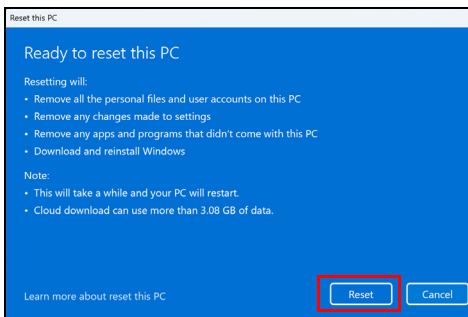 Reset this PC
Ready to reset this PC
Resetting will:
• Remove all the personal files and user accounts on this PC
• Remove any changes made to settings
• Remove any apps and programs that didn't come with this PC
• Download and reinstall Windows
Note:
• This will take a while and your PC will restart.
• Cloud download can use more than 3.08 GB of data.
Learn more about reset this PC
Reset
Cancel